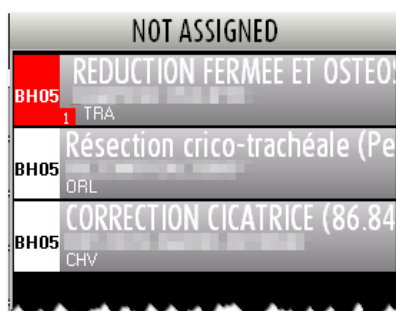 NOT ASSIGNED
REDUCTION FERMEE ET OSTEO
BH05
1 TRA
Résection crico-trachéale (Pe
BH05
ORL
CORRECTION CICATRICE (86.84
BH05
CHV